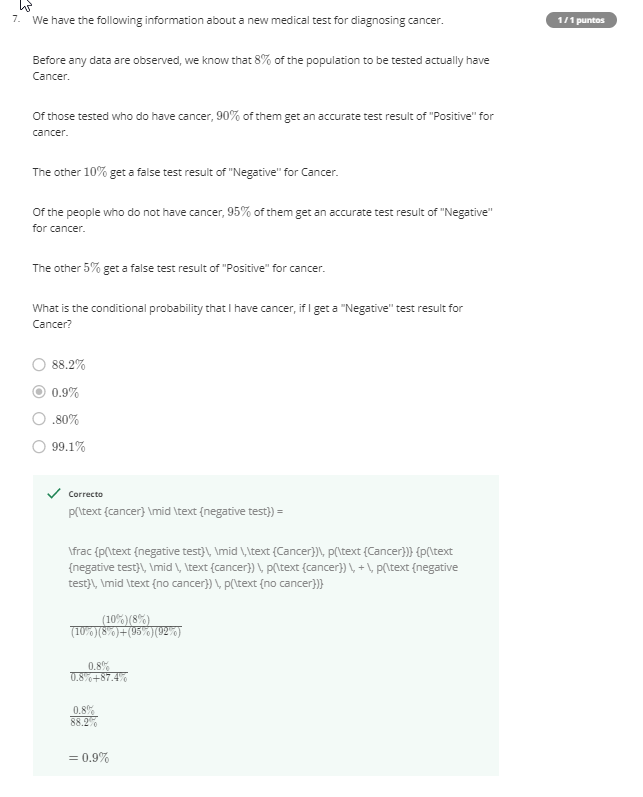 7. We have the following information about a new medical test for diagnosing cancer.
1 / 1 puntos
Before any data are observed, we know that 8% of the population to be tested actually have
Cancer.
Of those tested who do have cancer, 90% of them get an accurate test result of "Positive" for
cancer.
The other 10% get a false test result of "Negative" for Cancer.
Of the people who do not have cancer, 95% of them get an accurate test result of "Negative"
for cancer.
The other 5% get a false test result of "Positive" for cancer.
What is the conditional probability that I have cancer, if I get a "Negative" test result for
Cancer?
88.2%
0.9%
.80%
99.1%
Correcto
p(\text {cancer} \mid \text {negative test}) =
\frac {p(\text {negative test}\, \mid \,\text {Cancer})\, p(\text {Cancer})} {p(\text
{negative test}\, \mid \, \text {cancer}) \, p(\text {cancer}) \, + \, p(\text {negative
test}\, \mid \text {no cancer}) \, p(\text {no cancer})}
(10%)(8%)
(10%)(8%)+(95%)(92%)
0.8%
0.8%+87.4%
0.8%
88.2%
= 0.9%